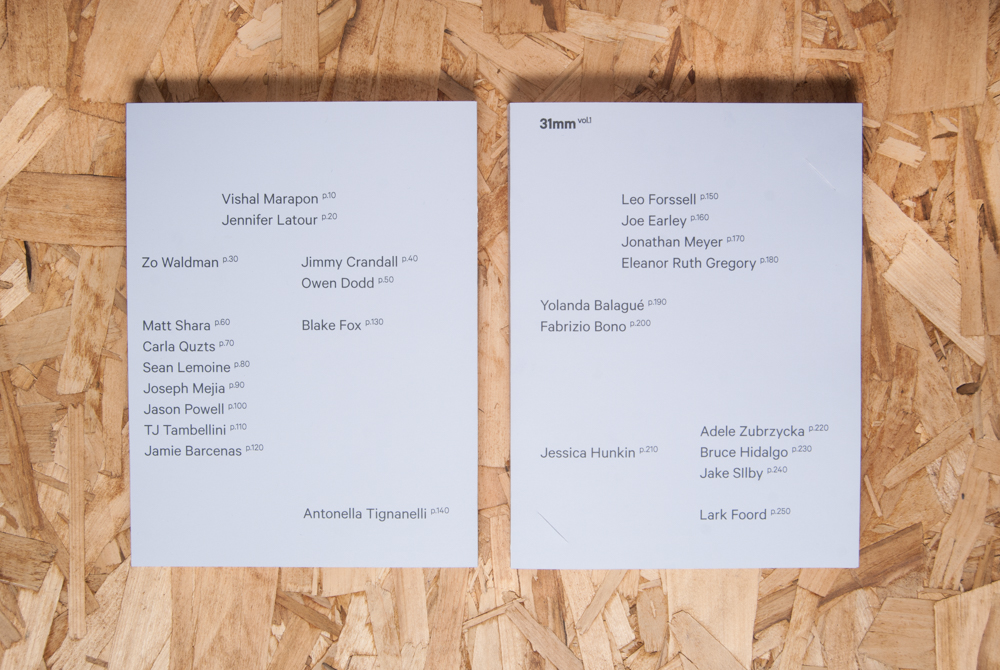 Vishal Marapon p.10
Jennifer Latour p.20
Zo Waldman p.30
Jimmy Crandall p.40
Owen Dodd p.50
Matt Shara p.60
Carla Quzts p.70
Sean Lemoine p.80
Joseph Mejia p.90
Jason Powell p.100
TJ Tambellini p.110
Jamie Barcenas p.120
Blake Fox p.130
Antonella Tignanelli p.140
31mm vol.1
Leo Forssell p.150
Joe Earley p.160
Jonathan Meyer p.170
Eleanor Ruth Gregory p.180
Yolanda Balagué p.190
Fabrizio Bono p.200
Jessica Hunkin p.210
Adele Zubrzycka p.220
Bruce Hidalgo p.230
Jake SIlby p.240
Lark Foord p.250